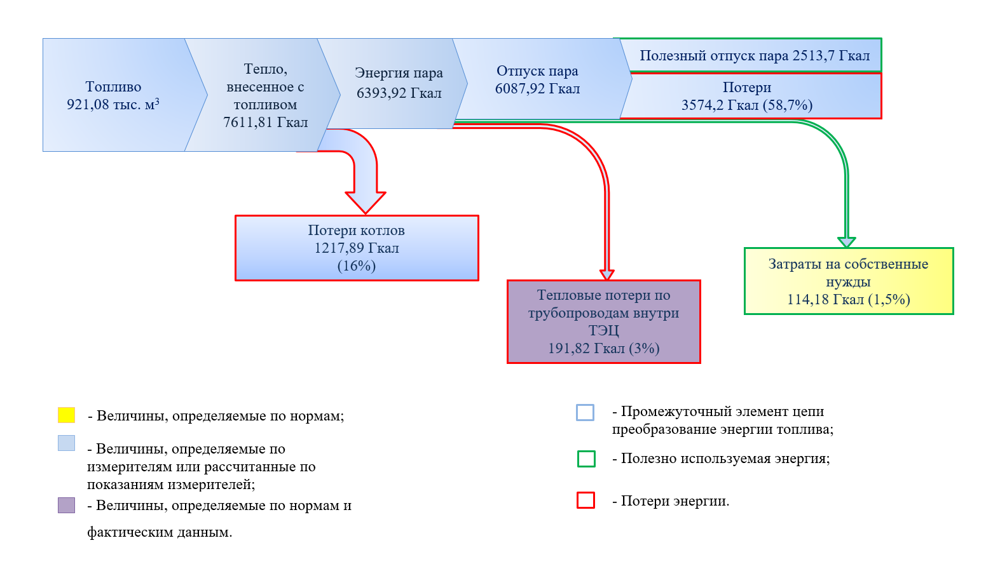 Топливо
921,08 тыс. м³
Тепло,
внесенное с
топливом
7611,81 Гкал
Энергия пара
6393,92 Гкал
Отпуск пара
6087,92 Гкал
Полезный отпуск пара 2513,7 Гкал
Потери
3574,2 Гкал (58,7%)
Потери котлов
1217,89 Гкал
(16%)
Тепловые потери по
трубопроводам внутри
ТЭЦ
191,82 Гкал (3%)
Затраты на собственные
нужды
114,18 Гкал (1,5%)
- Величины, определяемые по нормам;
- Величины, определяемые по
измерителям или рассчитанные по
показаниям измерителей;
- Величины, определяемые по нормам и
фактическим данным.
- Промежуточный элемент цепи
преобразование энергии топлива;
- Полезно используемая энергия;
- Потери энергии.